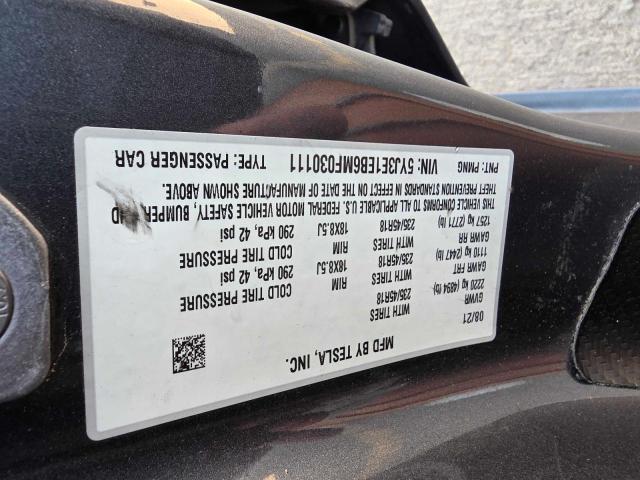 MFD BY TESLA, INC.
08/21
GVWR
2220 kg (4894 lb)
GAWR FRT
1110 kg (2447 lb)
WITH TIRES
235/45R18
RIM
18X8.5J
COLD TIRE PRESSURE
290 kPa, 42 psi
GAWR RR
1257 kg (2771 lb)
WITH TIRES
235/45R18
RIM
18X8.5J
COLD TIRE PRESSURE
290 kPa, 42 psi
THIS VEHICLE CONFORMS TO ALL APPLICABLE U.S. FEDERAL MOTOR VEHICLE SAFETY, BUMPER
THEFT PREVENTION STANDARDS IN EFFECT ON THE DATE OF MANUFACTURE SHOWN ABOVE.
VIN: 5YJ3E1EB6MF030111 TYPE: PASSENGER CAR
PNT: PMNG